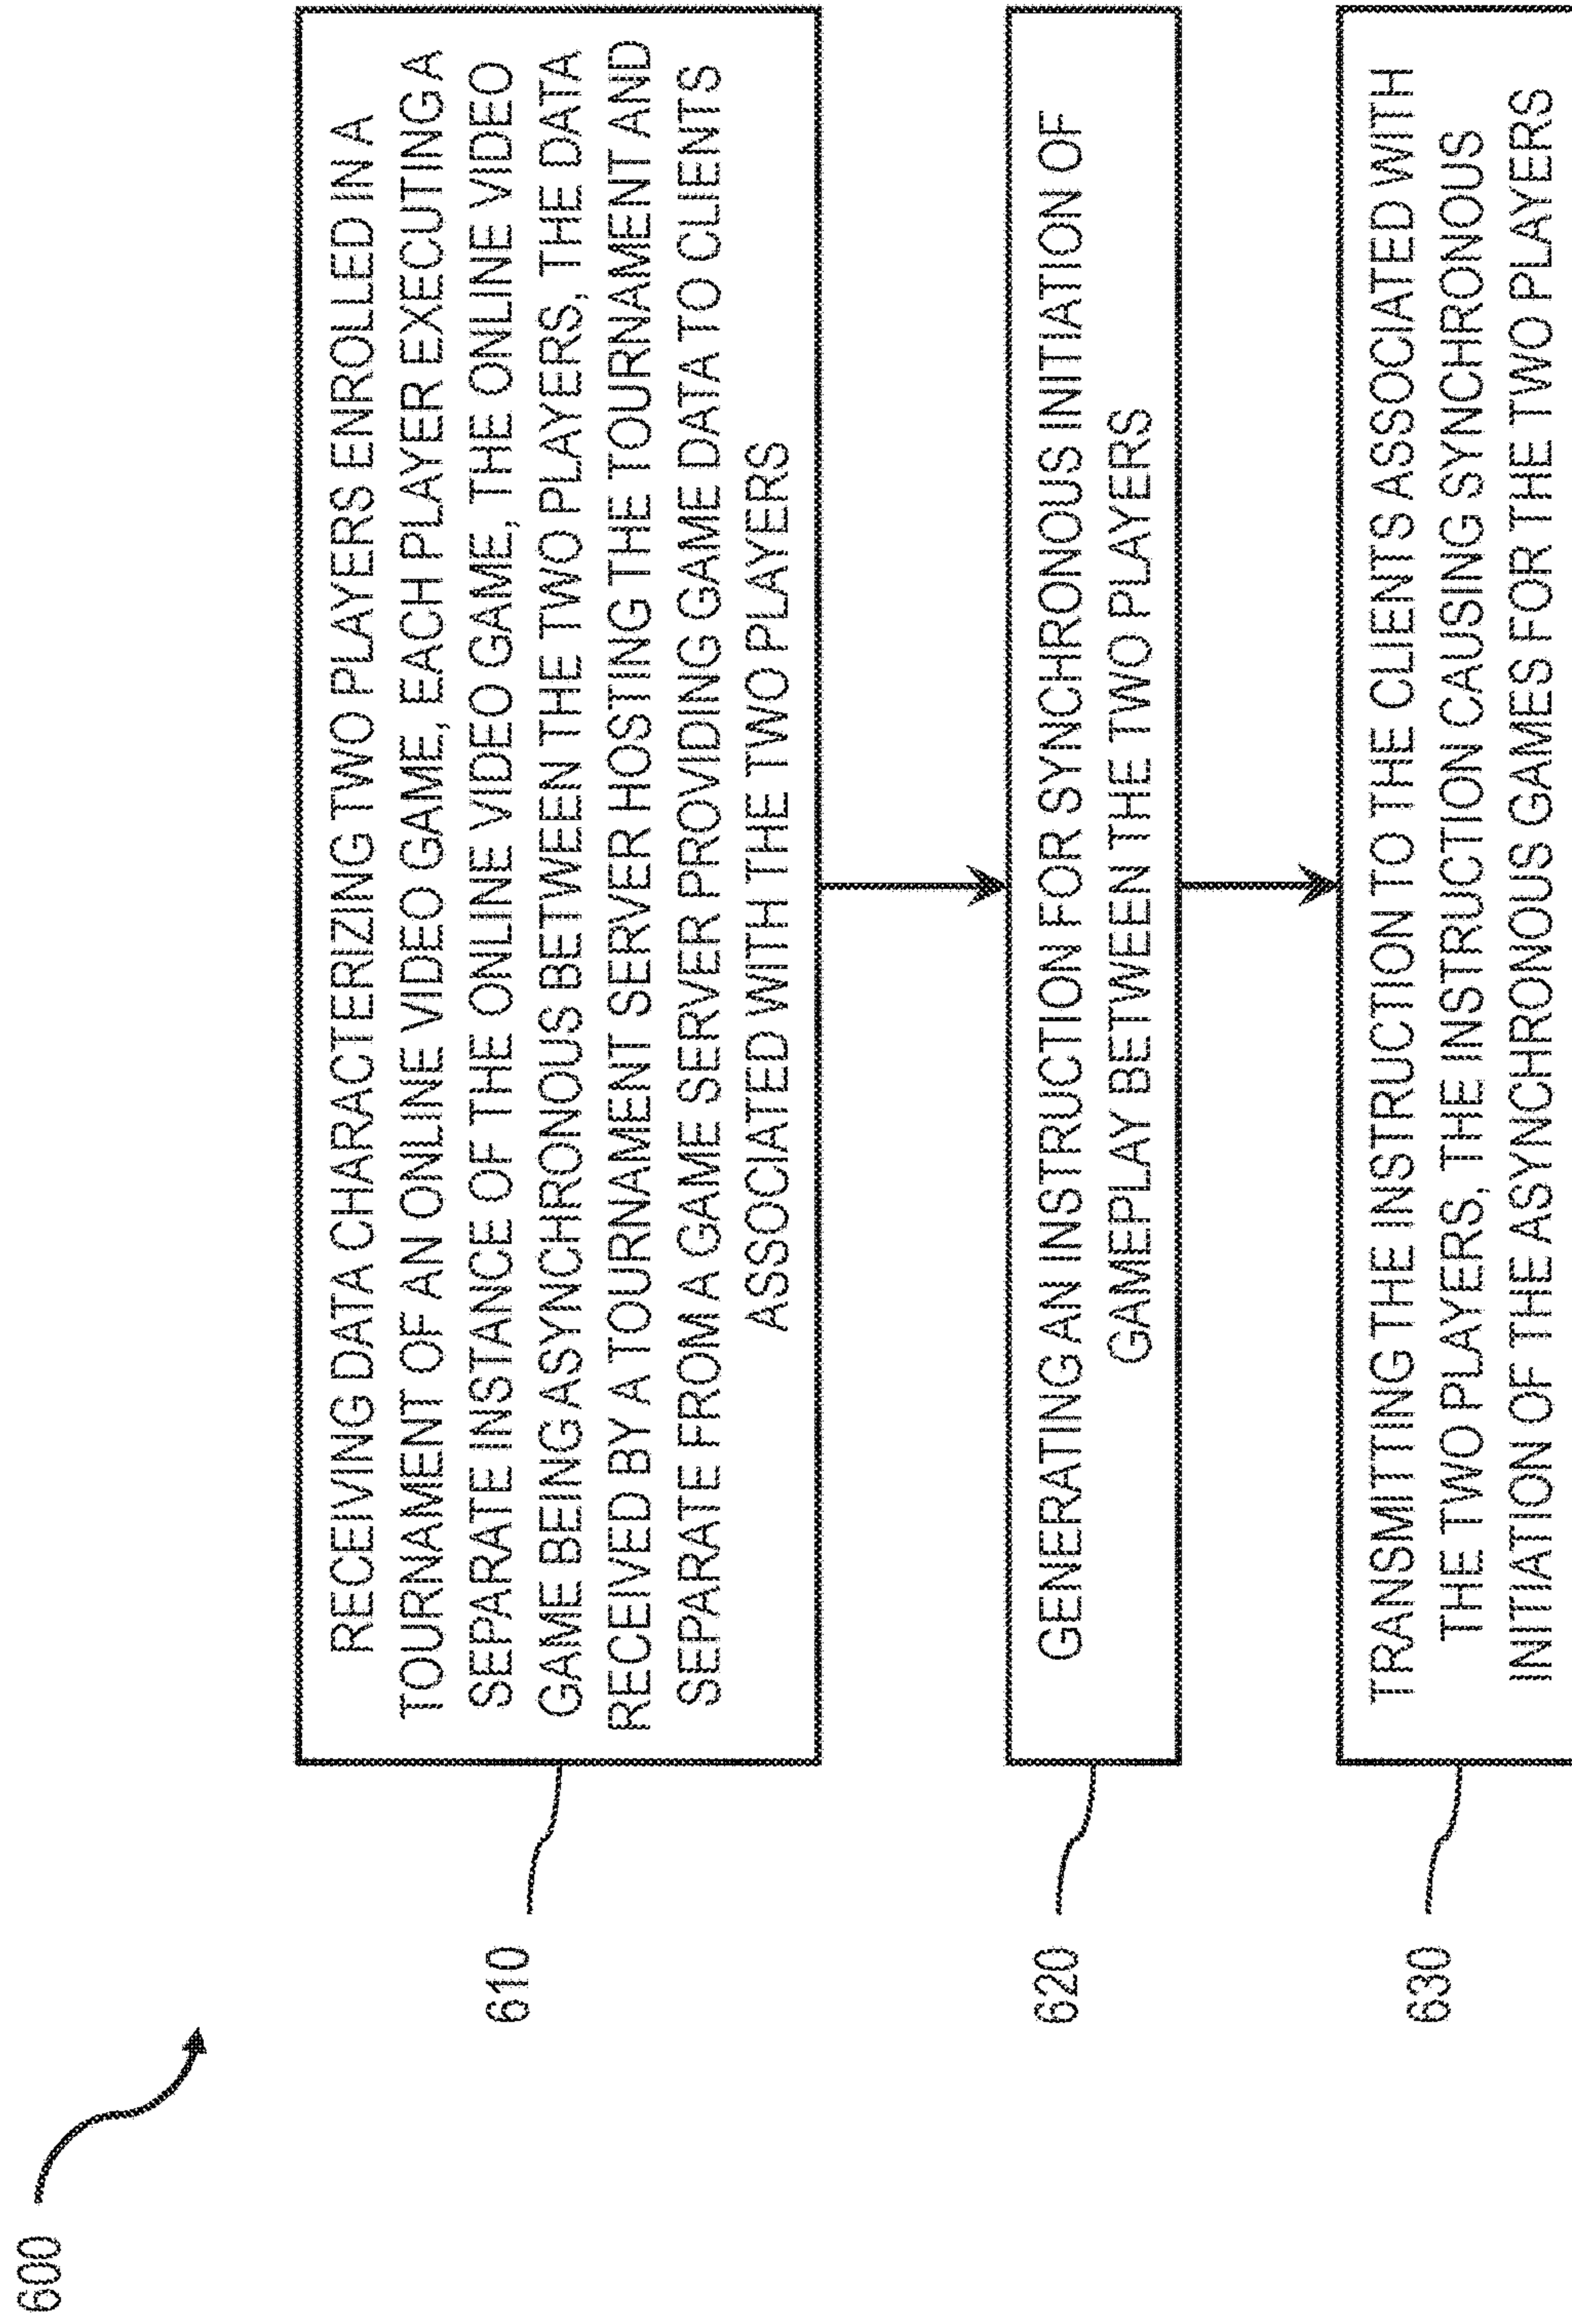 600
610
RECEIVING DATA CHARACTERIZING TWO PLAYERS ENROLLED IN A
TOURNAMENT OF AN ONLINE VIDEO GAME, EACH PLAYER EXECUTING A
SEPARATE INSTANCE OF THE ONLINE VIDEO GAME, THE ONLINE VIDEO
GAME BEING ASYNCHRONOUS BETWEEN THE TWO PLAYERS, THE DATA
RECEIVED BY A TOURNAMENT SERVER HOSTING THE TOURNAMENT AND
SEPARATE FROM A GAME SERVER PROVIDING GAME DATA TO CLIENTS
ASSOCIATED WITH THE TWO PLAYERS
620
GENERATING AN INSTRUCTION FOR SYNCHRONOUS INITIATION OF
GAMEPLAY BETWEEN THE TWO PLAYERS
630
TRANSMITTING THE INSTRUCTION TO THE CLIENTS ASSOCIATED WITH
THE TWO PLAYERS, THE INSTRUCTION CAUSING SYNCHRONOUS
INITIATION OF THE ASYNCHRONOUS GAMES FOR THE TWO PLAYERS